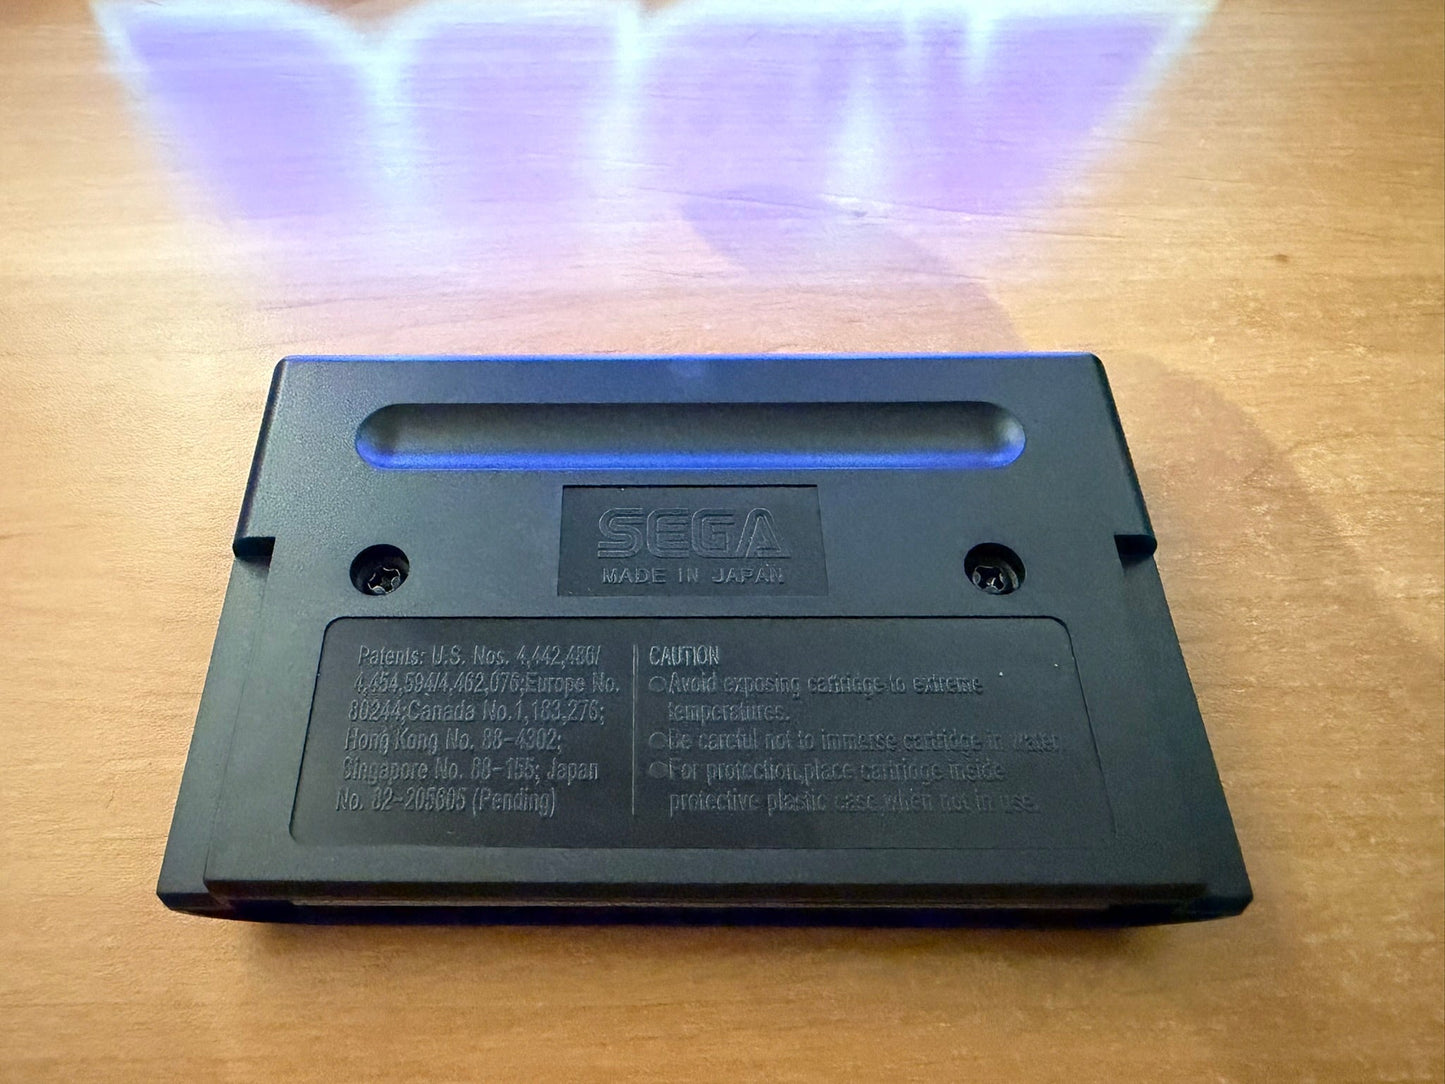 SEGA
MADE IN JAPAN
Patents: U.S. Nos. 4,442,486/
4,454,594/4,462,076;Europe No.
80244;Canada No.1,183,276;
Hong Kong No. 88-4302;
Singapore No. 88-155; Japan
No. 82-205605 (Pending)
CAUTION
○Avoid exposing cartridge to extreme
temperatures.
○Be careful not to immerse cartridge in water.
○For protection,place cartridge inside
protective plastic case,when not in use.